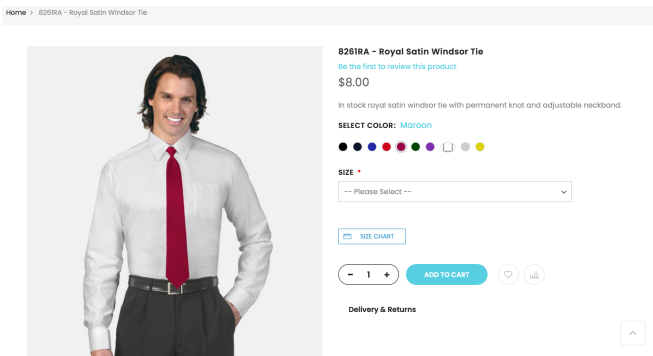 Home > 8261RA - Royal Satin Windsor Tie
8261RA - Royal Satin Windsor Tie
Be the first to review this product
$8.00
In stock royal satin windsor tie with permanent knot and adjustable neckband.
SELECT COLOR: Maroon
SIZE *
-- Please Select --
SIZE CHART
- 1 +
ADD TO CART
Delivery & Returns